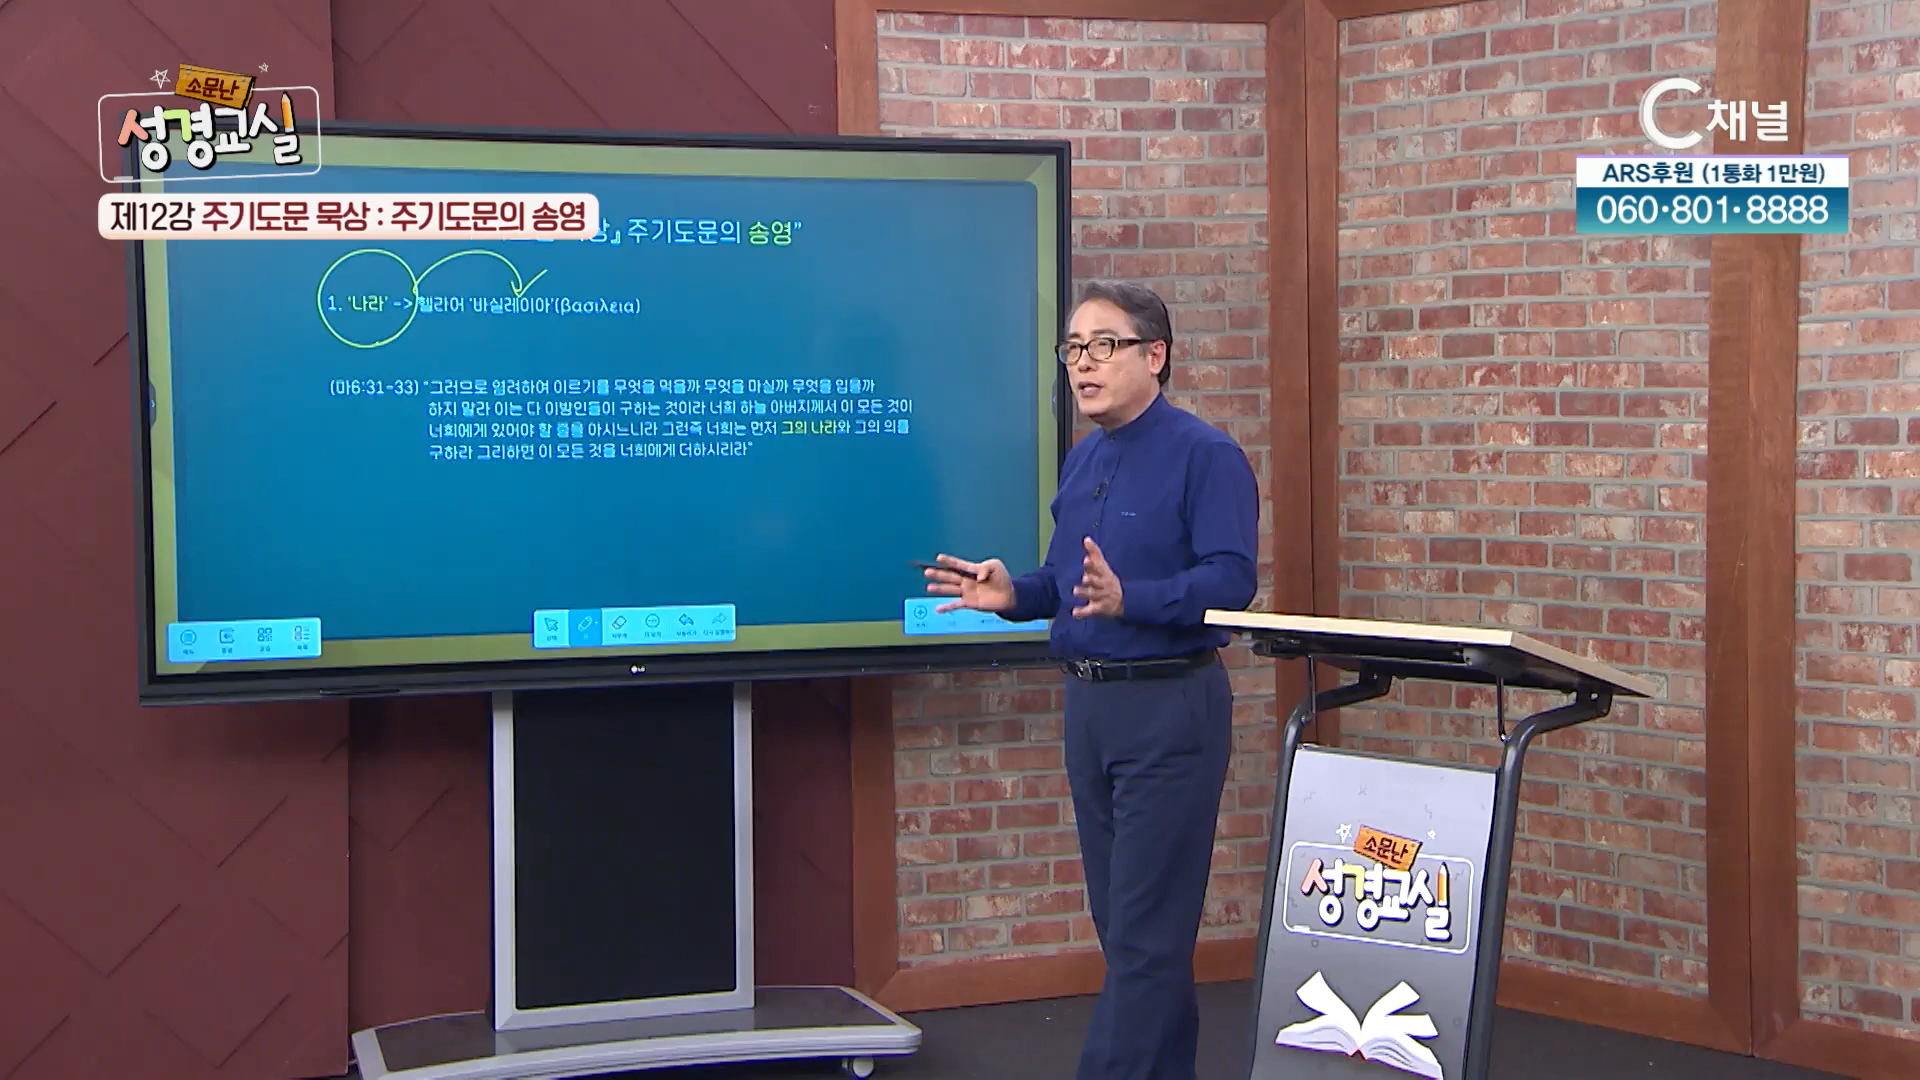 소문난
성경교실
C채널
ARS후원 (1통화 1만원)
060·801·8888
제12강 주기도문 묵상 : 주기도문의 송영
주기도문의 송영”
1. ‘나라’ -> 헬라어 ‘바실레이아’(βασιλεια)
(마6:31-33) “그러므로 염려하여 이르기를 무엇을 먹을까 무엇을 마실까 무엇을 입을까
하지 말라 이는 다 이방인들이 구하는 것이라 너희 하늘 아버지께서 이 모든 것이
너희에게 있어야 할 줄을 아시느니라 그런즉 너희는 먼저 그의 나라와 그의 의를
구하라 그리하면 이 모든 것을 너희에게 더하시리라”
LG
소문난
성경교실